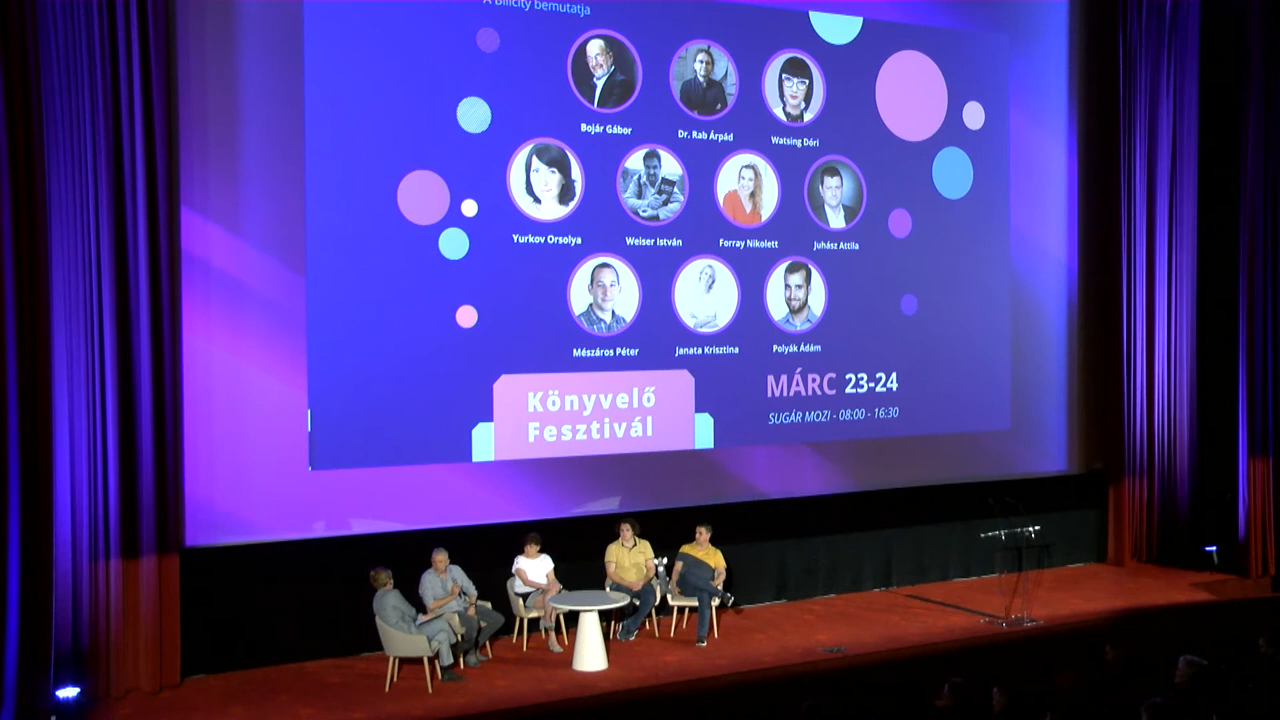 A Billcity bemutatja
Bojár Gábor
Dr. Rab Árpád
Watsing Dóri
Yurkov Orsolya
Weiser István
Forray Nikolett
Juhász Attila
Mészáros Péter
Janata Krisztina
Polyák Ádám
Könyvelő
Fesztivál
MÁRC 23-24
SUGÁR MOZI - 08:00 - 16:30